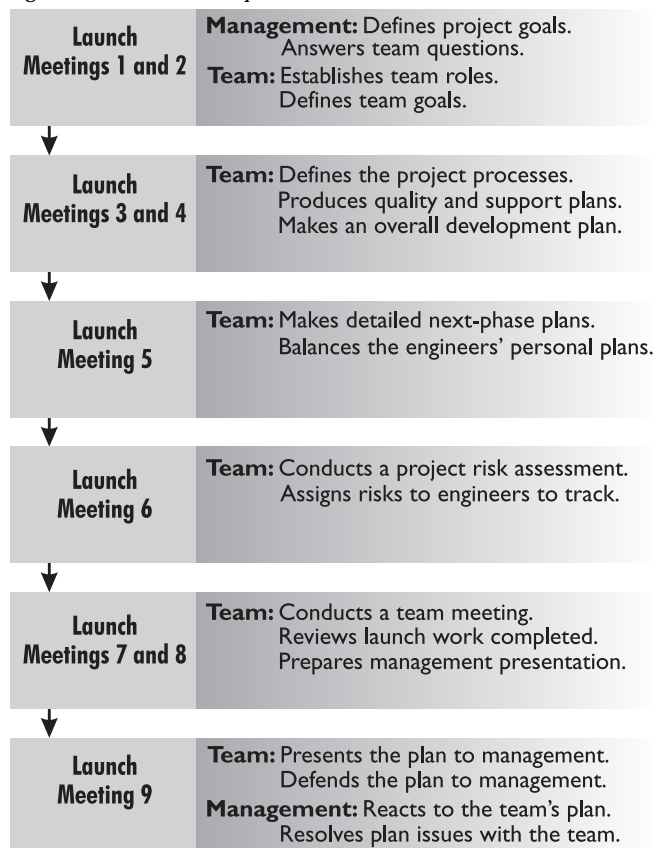 Launch
Meetings 1 and 2
Management: Defines project goals.
Answers team questions.
Team: Establishes team roles.
Defines team goals.
Launch
Meetings 3 and 4
Team: Defines the project processes.
Produces quality and support plans.
Makes an overall development plan.
Launch
Meeting 5
Team: Makes detailed next-phase plans.
Balances the engineers’ personal plans.
Launch
Meeting 6
Team: Conducts a project risk assessment.
Assigns risks to engineers to track.
Launch
Meetings 7 and 8
Team: Conducts a team meeting.
Reviews launch work completed.
Prepares management presentation.
Launch
Meeting 9
Team: Presents the plan to management.
Defends the plan to management.
Management: Reacts to the team’s plan.
Resolves plan issues with the team.